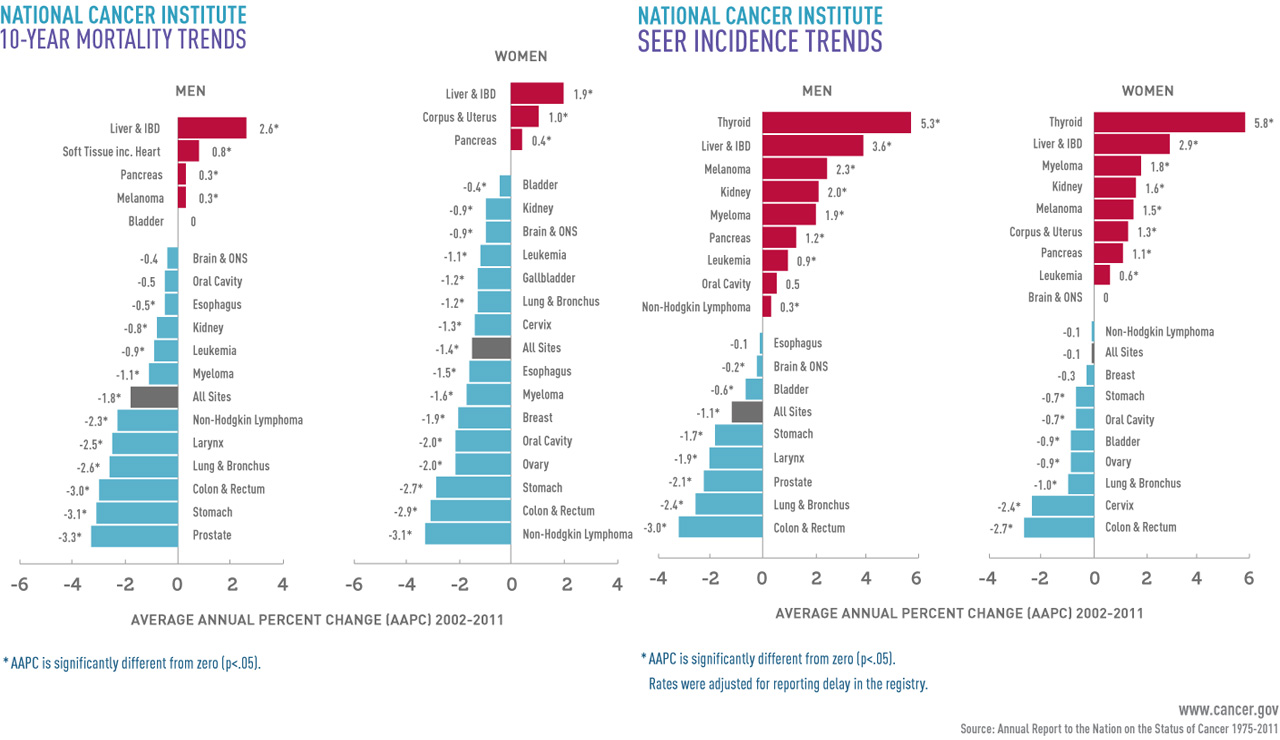 NATIONAL CANCER INSTITUTE
10-YEAR MORTALITY TRENDS
MEN
Liver & IBD 2.6*
Soft Tissue inc. Heart 0.8*
Pancreas 0.3*
Melanoma 0.3*
Bladder 0
-0.4 Brain & ONS
-0.5 Oral Cavity
-0.5* Esophagus
-0.8* Kidney
-0.9* Leukemia
-1.1* Myeloma
-1.8* All Sites
-2.3* Non-Hodgkin Lymphoma
-2.5* Larynx
-2.6* Lung & Bronchus
-3.0* Colon & Rectum
-3.1* Stomach
-3.3* Prostate
-6 -4 -2 0 2 4
WOMEN
Liver & IBD 1.9*
Corpus & Uterus 1.0*
Pancreas 0.4*
-0.4* Bladder
-0.9* Kidney
-0.9* Brain & ONS
-1.1* Leukemia
-1.2* Gallbladder
-1.2* Lung & Bronchus
-1.3* Cervix
-1.4* All Sites
-1.5* Esophagus
-1.6* Myeloma
-1.9* Breast
-2.0* Oral Cavity
-2.0* Ovary
-2.7* Stomach
-2.9* Colon & Rectum
-3.1* Non-Hodgkin Lymphoma
-6 -4 -2 0 2 4
AVERAGE ANNUAL PERCENT CHANGE (AAPC) 2002-2011
* AAPC is significantly different from zero (p<.05).
NATIONAL CANCER INSTITUTE
SEER INCIDENCE TRENDS
MEN
Thyroid 5.3*
Liver & IBD 3.6*
Melanoma 2.3*
Kidney 2.0*
Myeloma 1.9*
Pancreas 1.2*
Leukemia 0.9*
Oral Cavity 0.5
Non-Hodgkin Lymphoma 0.3*
-0.1 Esophagus
-0.2* Brain & ONS
-0.6* Bladder
-1.1* All Sites
-1.7* Stomach
-1.9* Larynx
-2.1* Prostate
-2.4* Lung & Bronchus
-3.0* Colon & Rectum
-4 -2 0 2 4 6
WOMEN
Thyroid 5.8*
Liver & IBD 2.9*
Myeloma 1.8*
Kidney 1.6*
Melanoma 1.5*
Corpus & Uterus 1.3*
Pancreas 1.1*
Leukemia 0.6*
Brain & ONS 0
-0.1 Non-Hodgkin Lymphoma
-0.1 All Sites
-0.3 Breast
-0.7* Stomach
-0.7* Oral Cavity
-0.9* Bladder
-0.9* Ovary
-1.0* Lung & Bronchus
-2.4* Cervix
-2.7* Colon & Rectum
-4 -2 0 2 4 6
AVERAGE ANNUAL PERCENT CHANGE (AAPC) 2002-2011
* AAPC is significantly different from zero (p<.05).
Rates were adjusted for reporting delay in the registry.
www.cancer.gov
Source: Annual Report to the Nation on the Status of Cancer 1975-2011